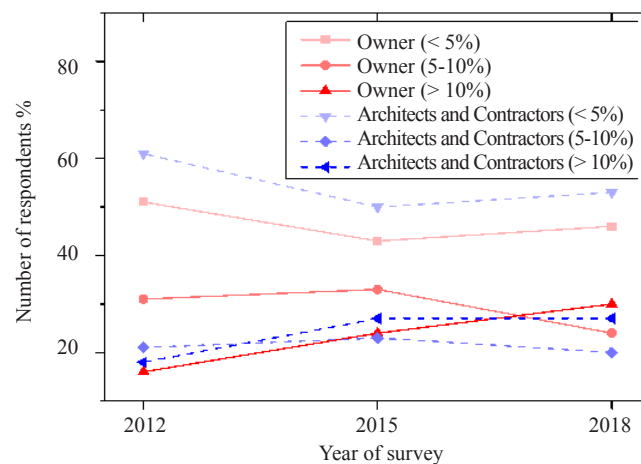 80
60
40
20
Number of respondents %
Owner (< 5%)
Owner (5-10%)
Owner (> 10%)
Architects and Contractors (< 5%)
Architects and Contractors (5-10%)
Architects and Contractors (> 10%)
2012
2015
2018
Year of survey